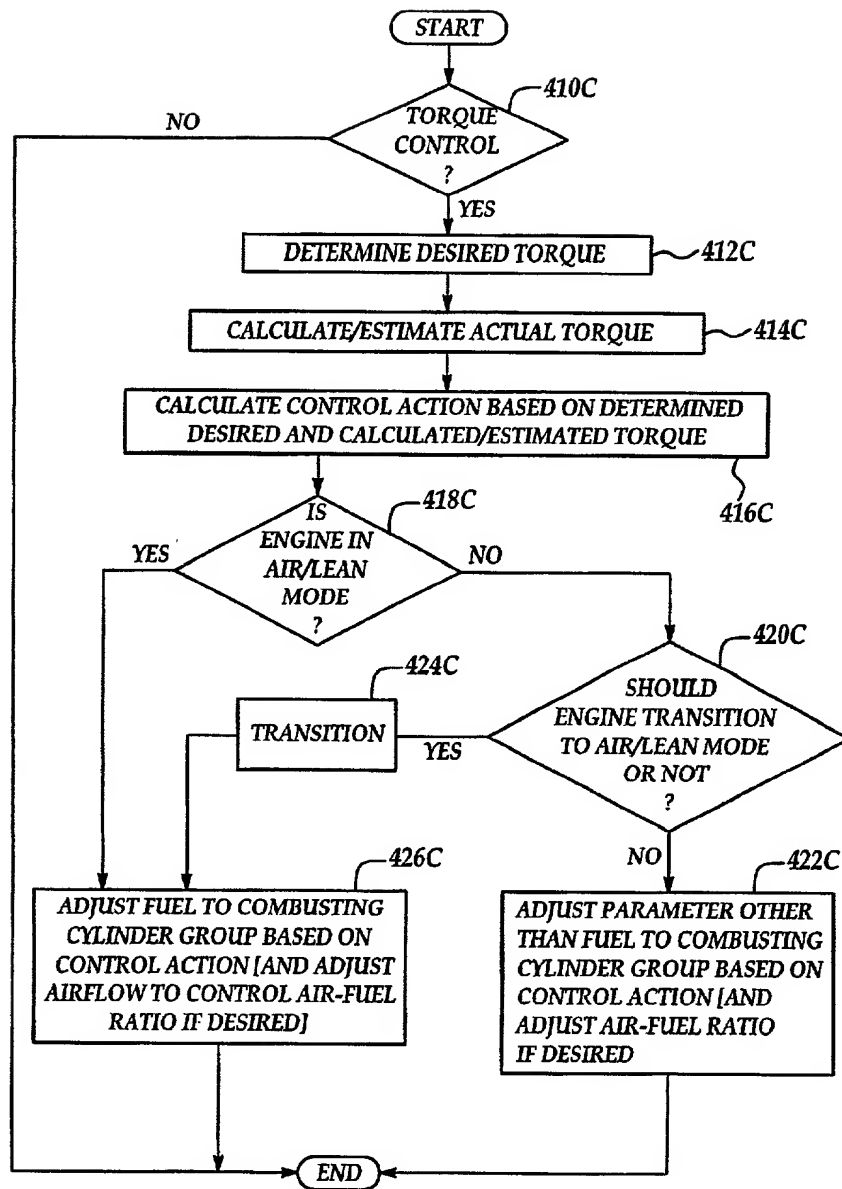 START
410C
NO
TORQUE
CONTROL
?
YES
DETERMINE DESIRED TORQUE
412C
CALCULATE/ESTIMATE ACTUAL TORQUE
414C
CALCULATE CONTROL ACTION BASED ON DETERMINED
DESIRED AND CALCULATED/ESTIMATED TORQUE
416C
418C
IS
ENGINE IN
AIR/LEAN
MODE
?
YES
NO
420C
424C
SHOULD
ENGINE TRANSITION
TO AIR/LEAN MODE
OR NOT
?
TRANSITION
YES
NO
426C
422C
ADJUST FUEL TO COMBUSTING
CYLINDER GROUP BASED ON
CONTROL ACTION [AND ADJUST
AIRFLOW TO CONTROL AIR-FUEL
RATIO IF DESIRED]
ADJUST PARAMETER OTHER
THAN FUEL TO COMBUSTING
CYLINDER GROUP BASED ON
CONTROL ACTION [AND
ADJUST AIR-FUEL RATIO
IF DESIRED
END